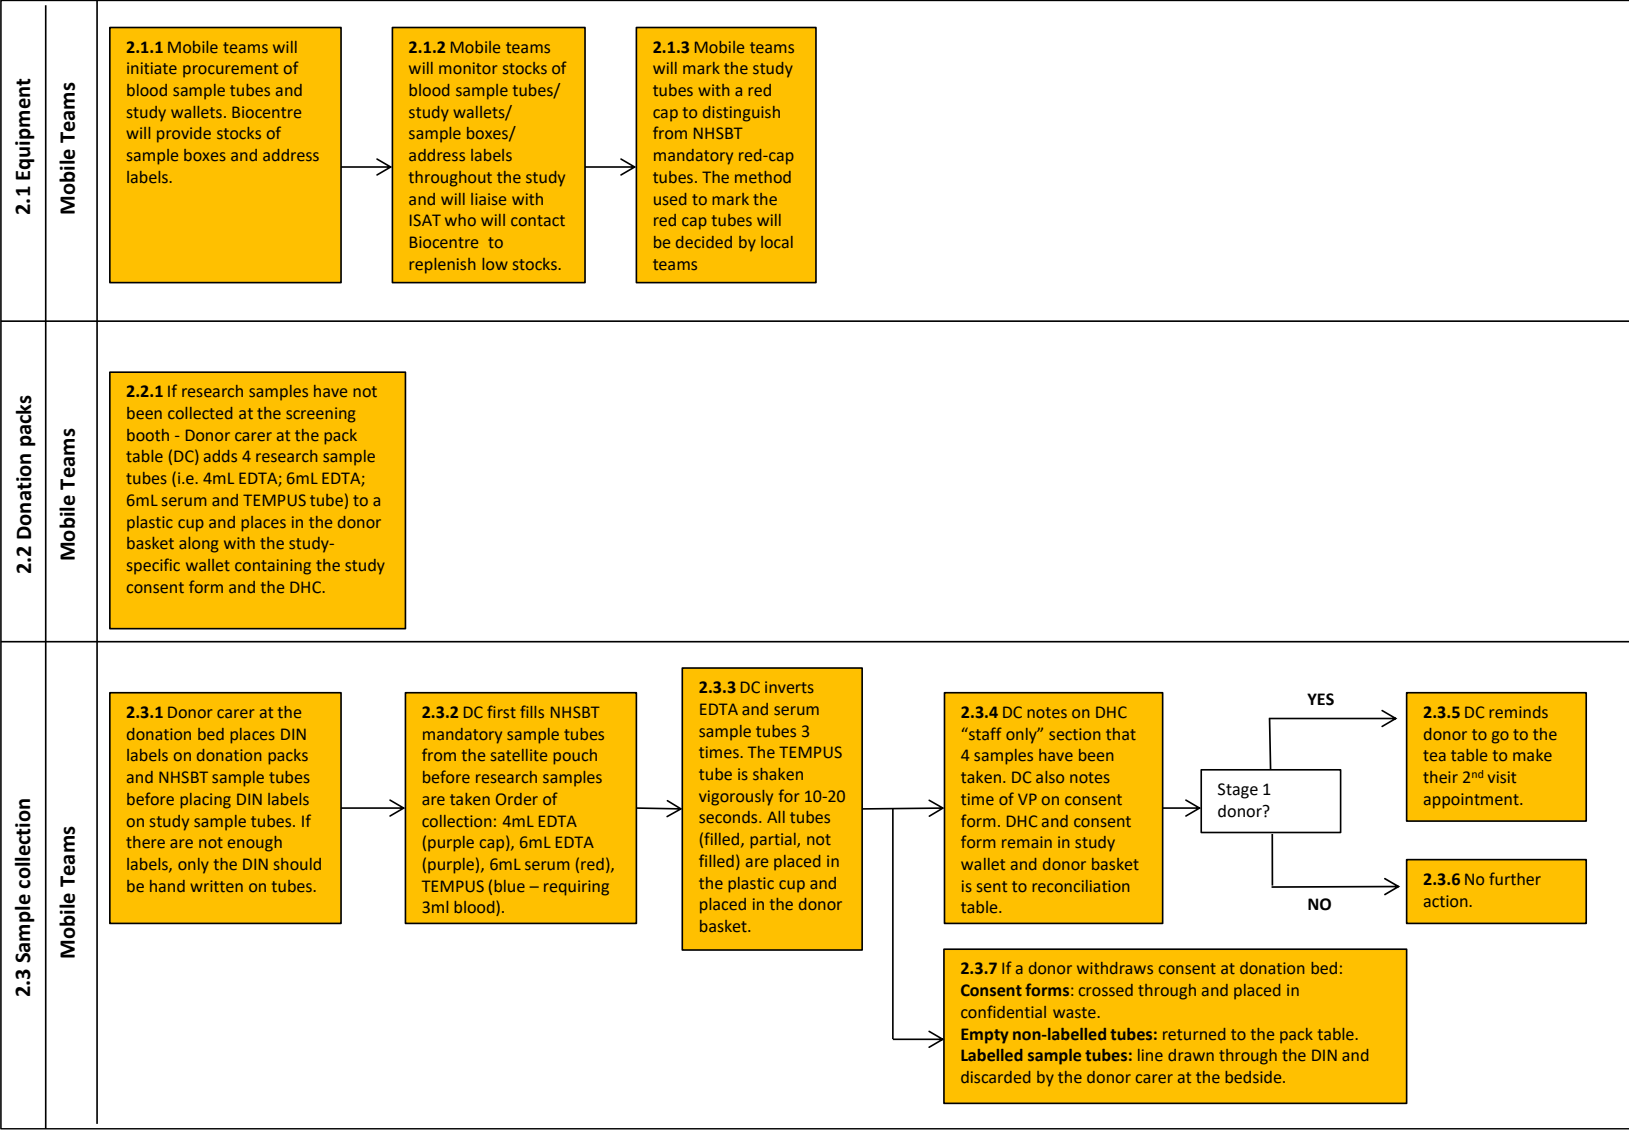 2.1 Equipment
Mobile Teams
2.1.1 Mobile teams will
initiate procurement of
blood sample tubes and
study wallets. Biocentre
will provide stocks of
sample boxes and address
labels.
2.1.2 Mobile teams
will monitor stocks of
blood sample tubes/
study wallets/
sample boxes/
address labels
throughout the study
and will liaise with
ISAT who will contact
Biocentre to
replenish low stocks.
2.1.3 Mobile teams
will mark the study
tubes with a red
cap to distinguish
from NHSBT
mandatory red-cap
tubes. The method
used to mark the
red cap tubes will
be decided by local
teams
2.2 Donation packs
Mobile Teams
2.2.1 If research samples have not
been collected at the screening
booth - Donor carer at the pack
table (DC) adds 4 research sample
tubes (i.e. 4mL EDTA; 6mL EDTA;
6mL serum and TEMPUS tube) to a
plastic cup and places in the donor
basket along with the study-
specific wallet containing the study
consent form and the DHC.
2.3 Sample collection
Mobile Teams
2.3.1 Donor carer at the
donation bed places DIN
labels on donation packs
and NHSBT sample tubes
before placing DIN labels
on study sample tubes. If
there are not enough
labels, only the DIN should
be hand written on tubes.
2.3.2 DC first fills NHSBT
mandatory sample tubes
from the satellite pouch
before research samples
are taken Order of
collection: 4mL EDTA
(purple cap), 6mL EDTA
(purple), 6mL serum (red),
TEMPUS (blue – requiring
3ml blood).
2.3.3 DC inverts
EDTA and serum
sample tubes 3
times. The TEMPUS
tube is shaken
vigorously for 10-20
seconds. All tubes
(filled, partial, not
filled) are placed in
the plastic cup and
placed in the donor
basket.
2.3.4 DC notes on DHC
“staff only” section that
4 samples have been
taken. DC also notes
time of VP on consent
form. DHC and consent
form remain in study
wallet and donor basket
is sent to reconciliation
table.
Stage 1
donor?
YES
2.3.5 DC reminds
donor to go to the
tea table to make
their 2nd visit
appointment.
NO
2.3.6 No further
action.
2.3.7 If a donor withdraws consent at donation bed:
Consent forms: crossed through and placed in
confidential waste.
Empty non-labelled tubes: returned to the pack table.
Labelled sample tubes: line drawn through the DIN and
discarded by the donor carer at the bedside.